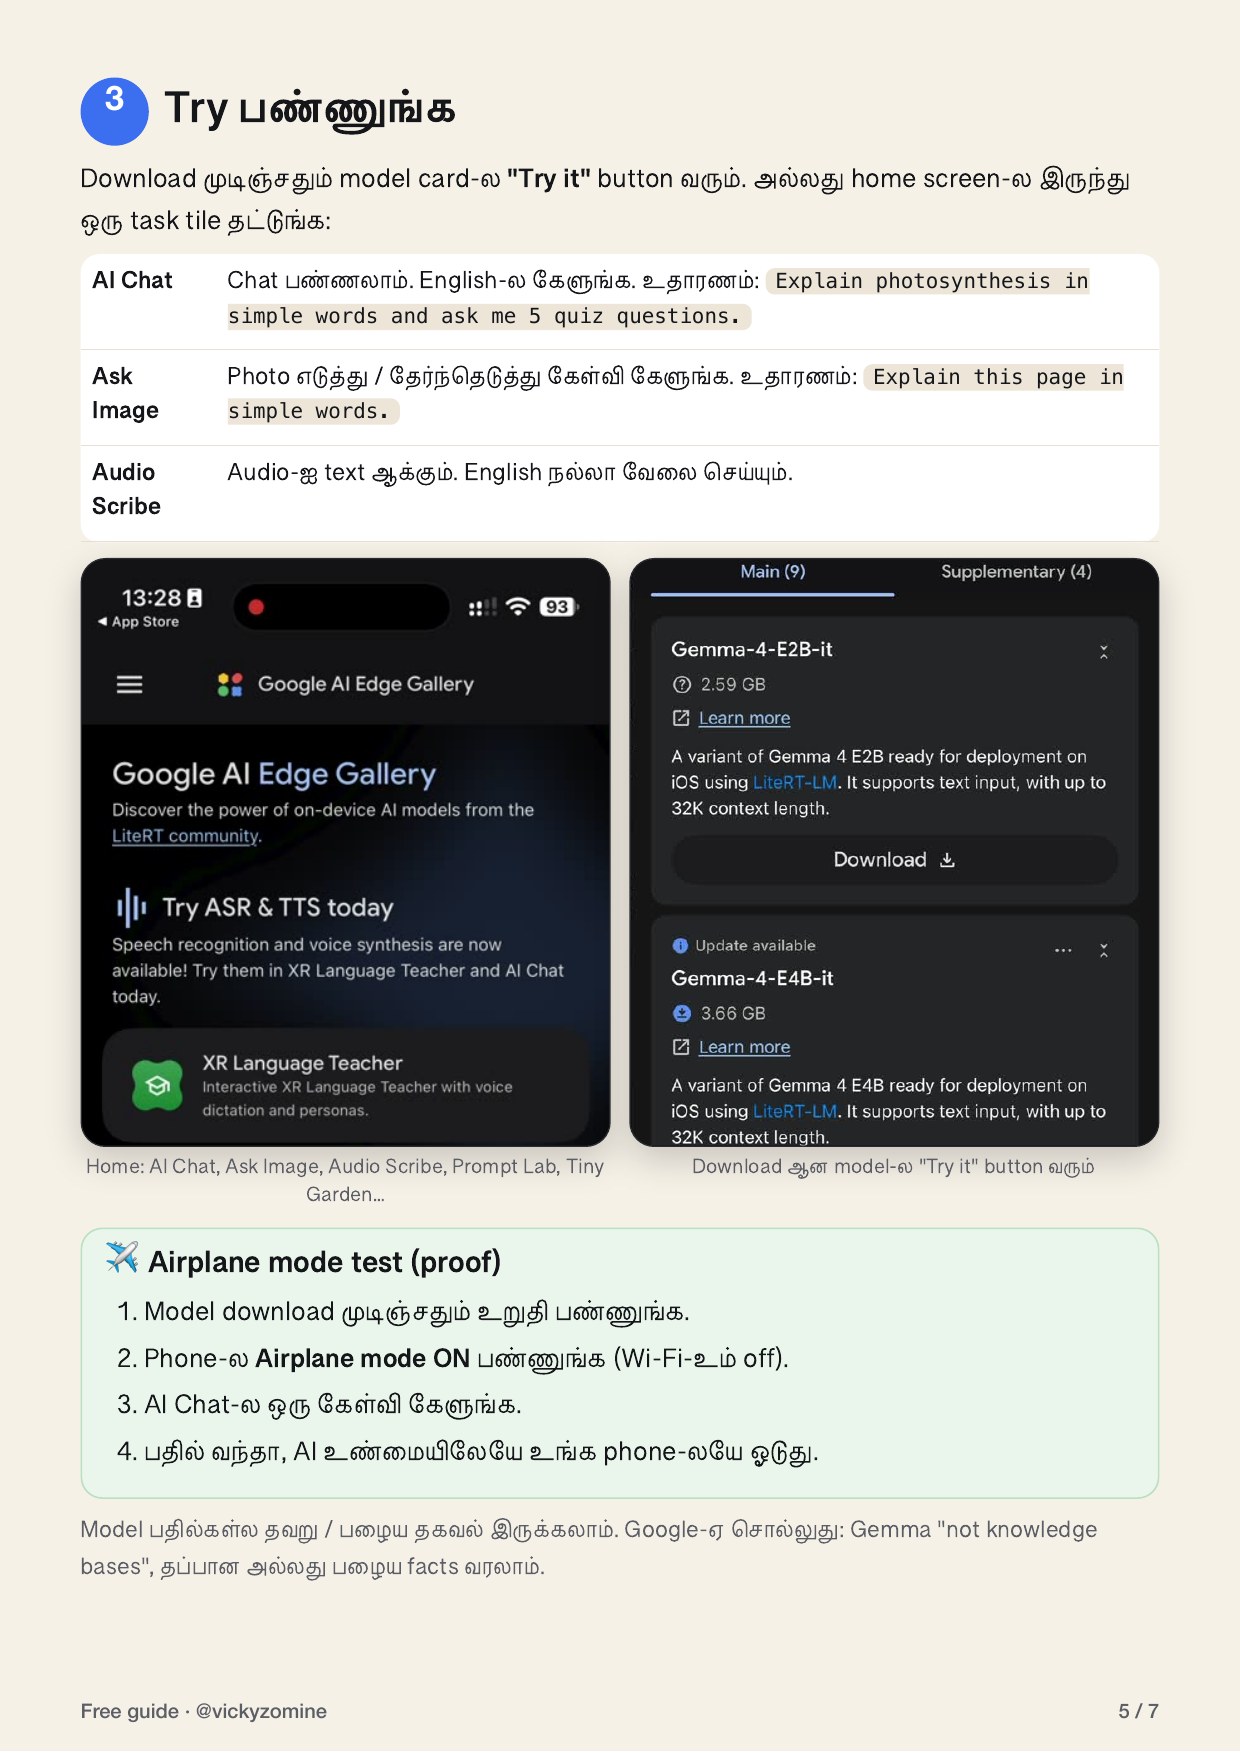 3
Try பண்ணுங்க
Download முடிஞ்சதும் model card-ல "Try it" button வரும். அல்லது home screen-ல இருந்து
ஒரு task tile தட்டுங்க:
AI Chat
Chat பண்ணலாம். English-ல கேளுங்க. உதாரணம்: Explain photosynthesis in
simple words and ask me 5 quiz questions.
Ask
Image
Photo எடுத்து / தேர்ந்தெடுத்து கேள்வி கேளுங்க. உதாரணம்: Explain this page in
simple words.
Audio
Scribe
Audio-ஐ text ஆக்கும். English நல்லா வேலை செய்யும்.
13:28
93
App Store
Google AI Edge Gallery
Google AI Edge Gallery
Discover the power of on-device AI models from the
LiteRT community.
Try ASR & TTS today
Speech recognition and voice synthesis are now
available! Try them in XR Language Teacher and AI Chat
today.
XR Language Teacher
Interactive XR Language Teacher with voice
dictation and personas.
Main (9)
Supplementary (4)
Gemma-4-E2B-it
2.59 GB
Learn more
A variant of Gemma 4 E2B ready for deployment on
iOS using LiteRT-LM. It supports text input, with up to
32K context length.
Download
Update available
Gemma-4-E4B-it
3.66 GB
Learn more
A variant of Gemma 4 E4B ready for deployment on
iOS using LiteRT-LM. It supports text input, with up to
32K context length.
Home: AI Chat, Ask Image, Audio Scribe, Prompt Lab, Tiny
Garden...
Download ஆன model-ல "Try it" button வரும்
✈️ Airplane mode test (proof)
1. Model download முடிஞ்சதும் உறுதி பண்ணுங்க.
2. Phone-ல Airplane mode ON பண்ணுங்க (Wi-Fi-உம் off).
3. AI Chat-ல ஒரு கேள்வி கேளுங்க.
4. பதில் வந்தா, AI உண்மையிலேயே உங்க phone-லயே ஓடுது.
Model பதில்கள்ல தவறு / பழைய தகவல் இருக்கலாம். Google-ஏ சொல்லுது: Gemma "not knowledge
bases", தப்பான அல்லது பழைய facts வரலாம்.
Free guide · @vickyzomine
5 / 7